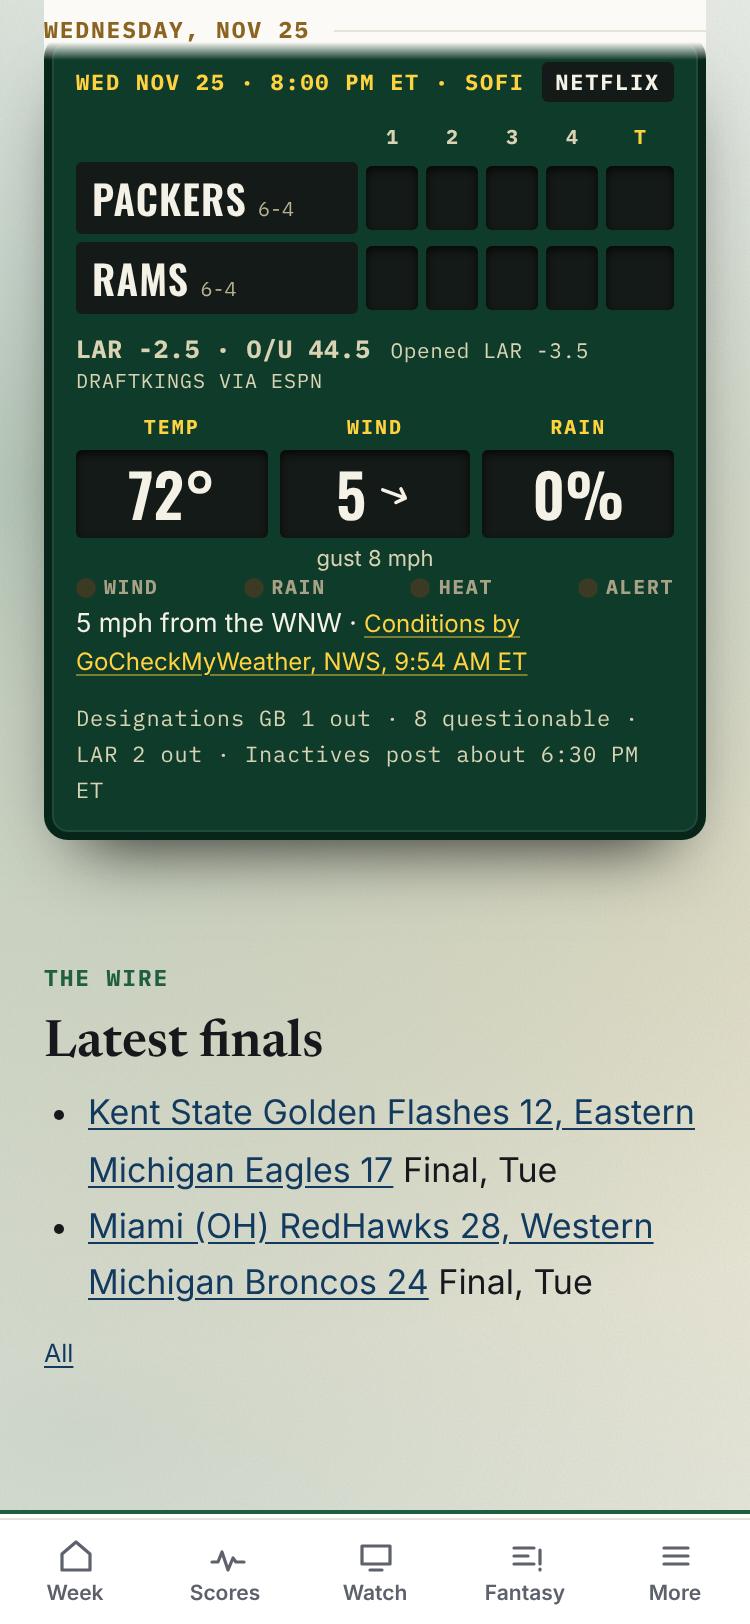 WEDNESDAY, NOV 25
WED NOV 25 · 8:00 PM ET · SOFI NETFLIX
1 2 3 4 T
PACKERS 6-4
RAMS 6-4
LAR -2.5 · O/U 44.5 Opened LAR -3.5
DRAFTKINGS VIA ESPN
TEMP WIND RAIN
72° 5 → 0%
gust 8 mph
WIND RAIN HEAT ALERT
5 mph from the WNW · Conditions by
GoCheckMyWeather, NWS, 9:54 AM ET
Designations GB 1 out · 8 questionable ·
LAR 2 out · Inactives post about 6:30 PM
ET
THE WIRE
Latest finals
• Kent State Golden Flashes 12, Eastern
Michigan Eagles 17 Final, Tue
• Miami (OH) RedHawks 28, Western
Michigan Broncos 24 Final, Tue
All
Week Scores Watch Fantasy More